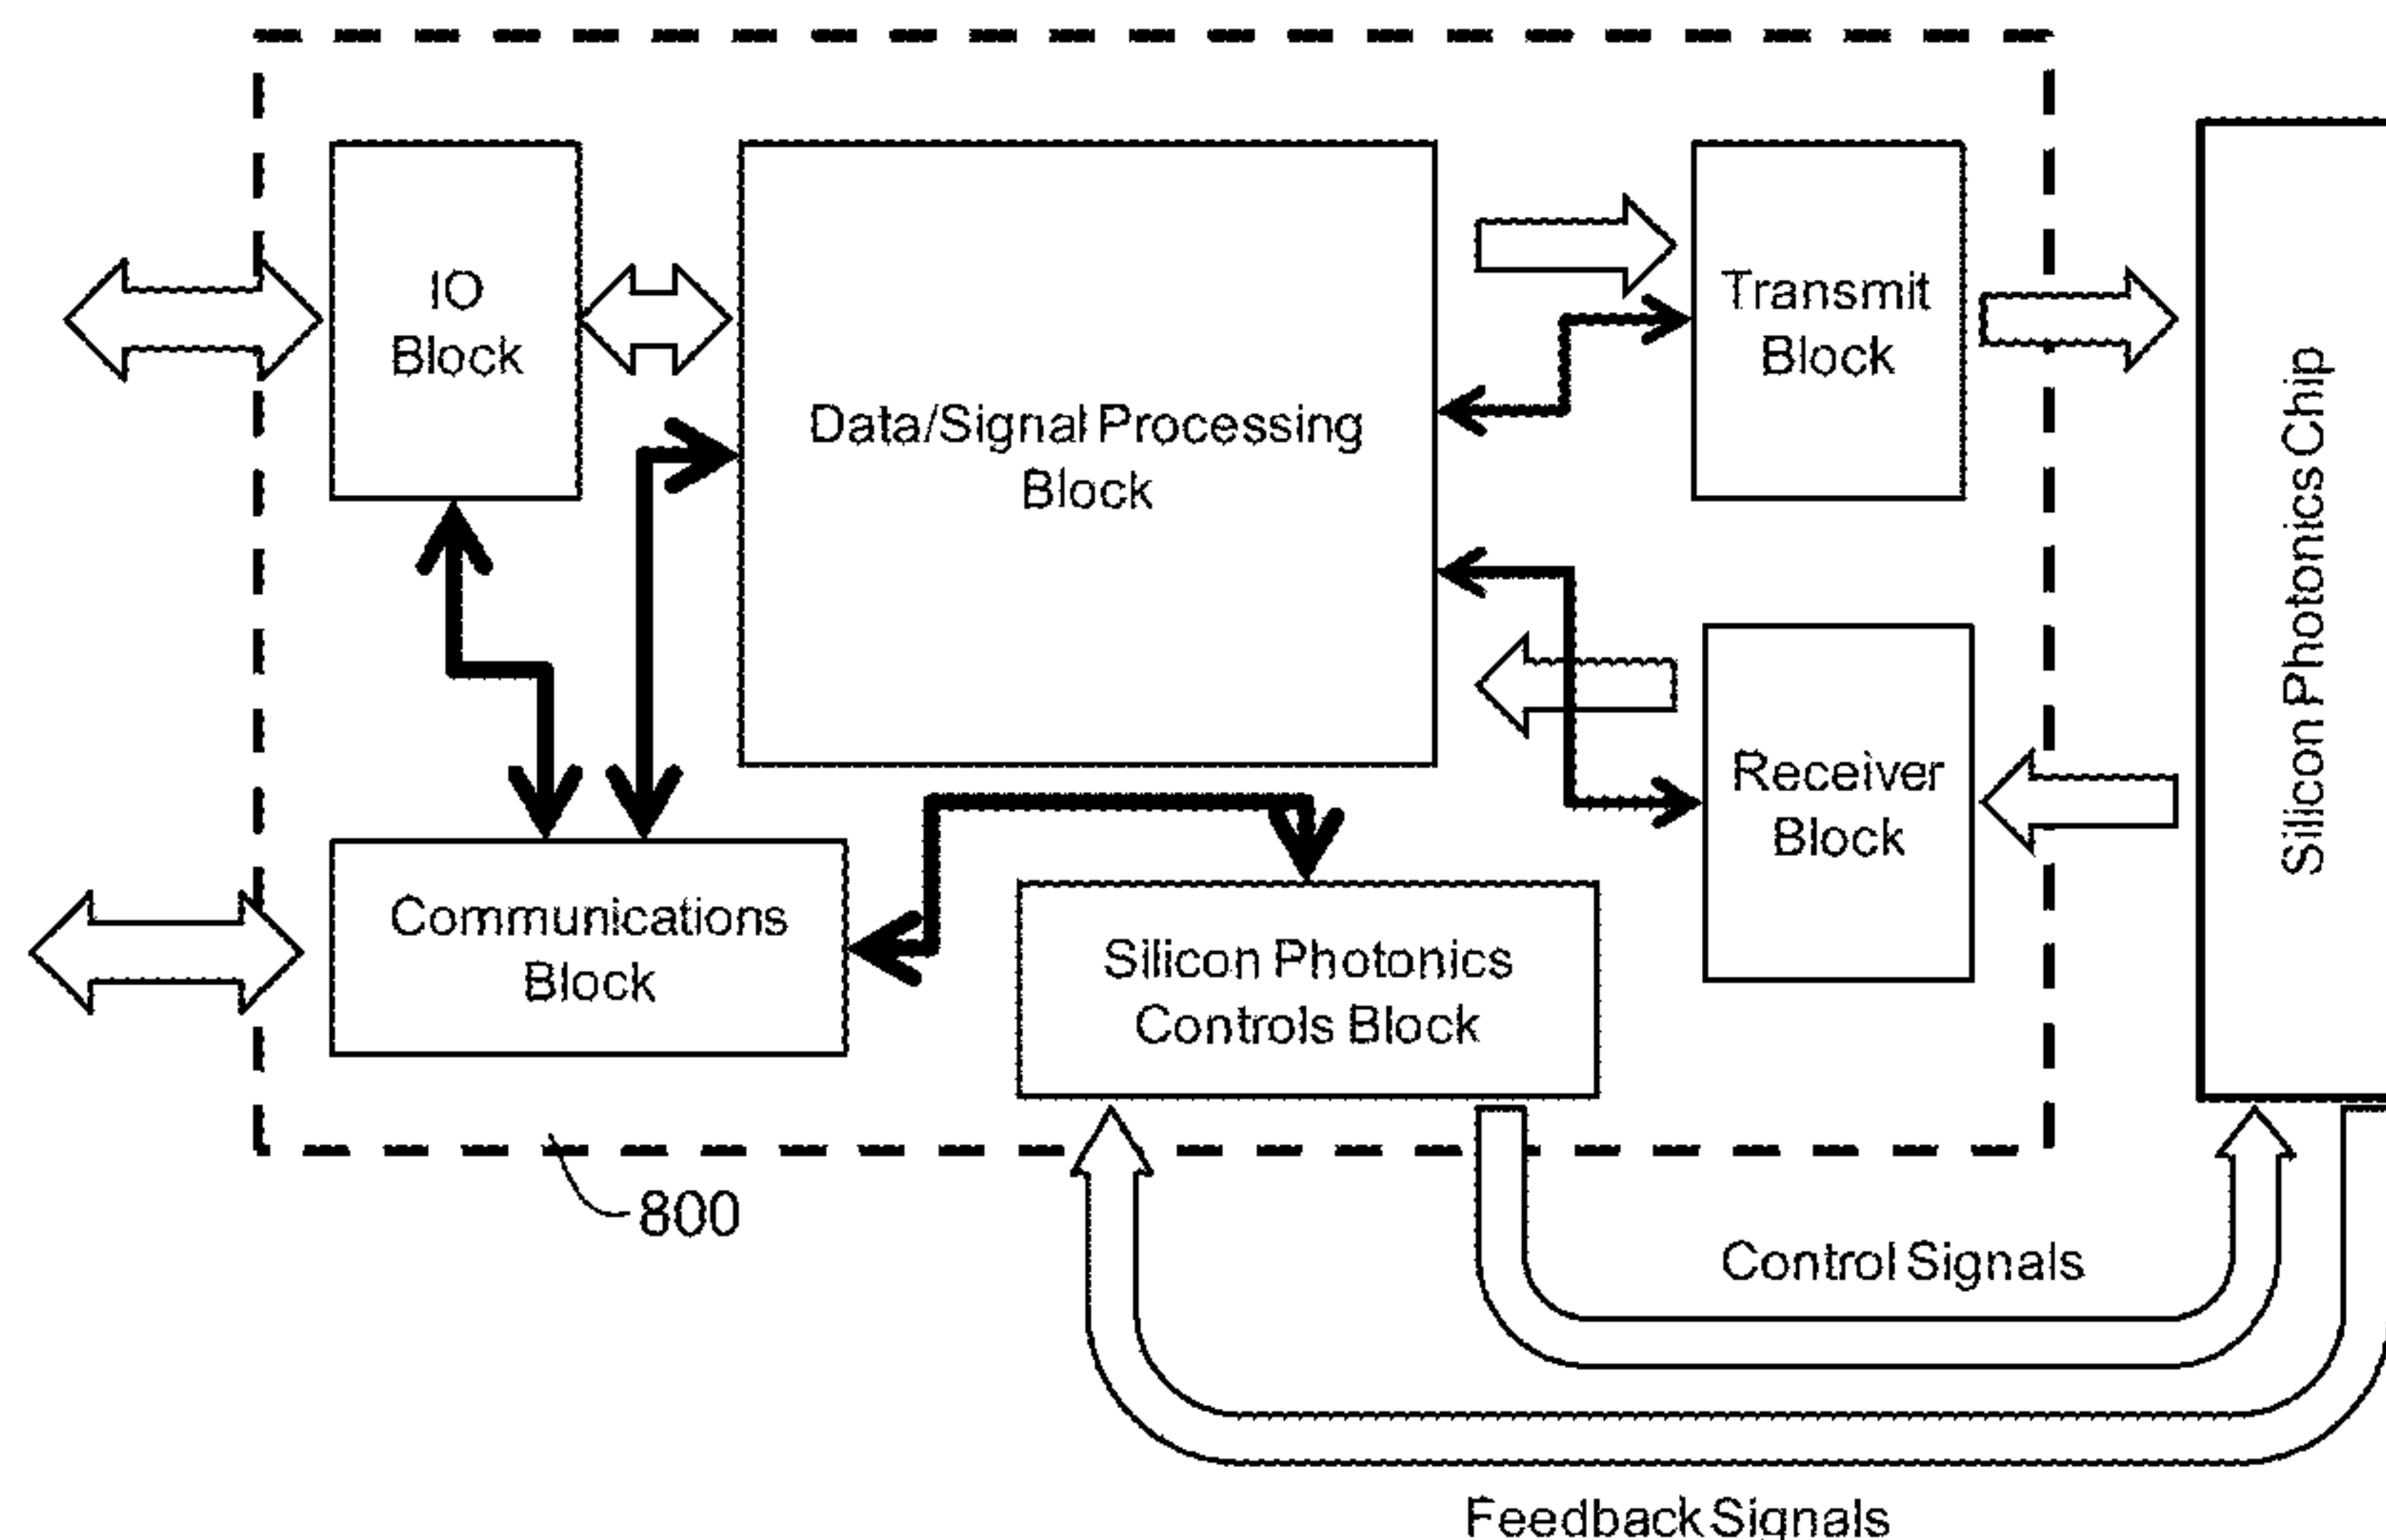 IO
Block
Data/Signal Processing
Block
Transmit
Block
Silicon Photonics Chip
Receiver
Block
Communications
Block
Silicon Photonics
Controls Block
800
Control Signals
Feedback Signals